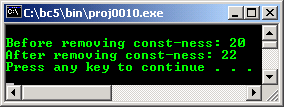 C:\bc5\bin\proj0010.exe
Before removing const-ness: 20
After removing const-ness: 22
Press any key to continue . . .